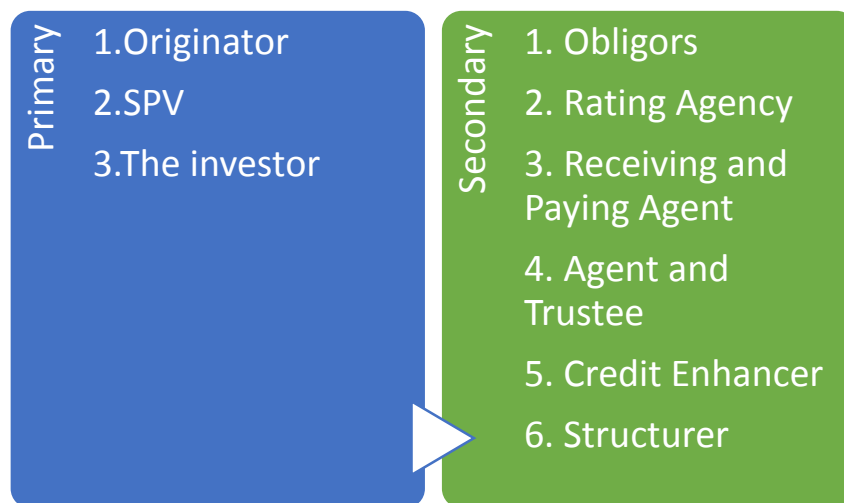 Primary
1.Originator
2.SPV
3.The investor
Secondary
1. Obligors
2. Rating Agency
3. Receiving and
Paying Agent
4. Agent and
Trustee
5. Credit Enhancer
6. Structurer